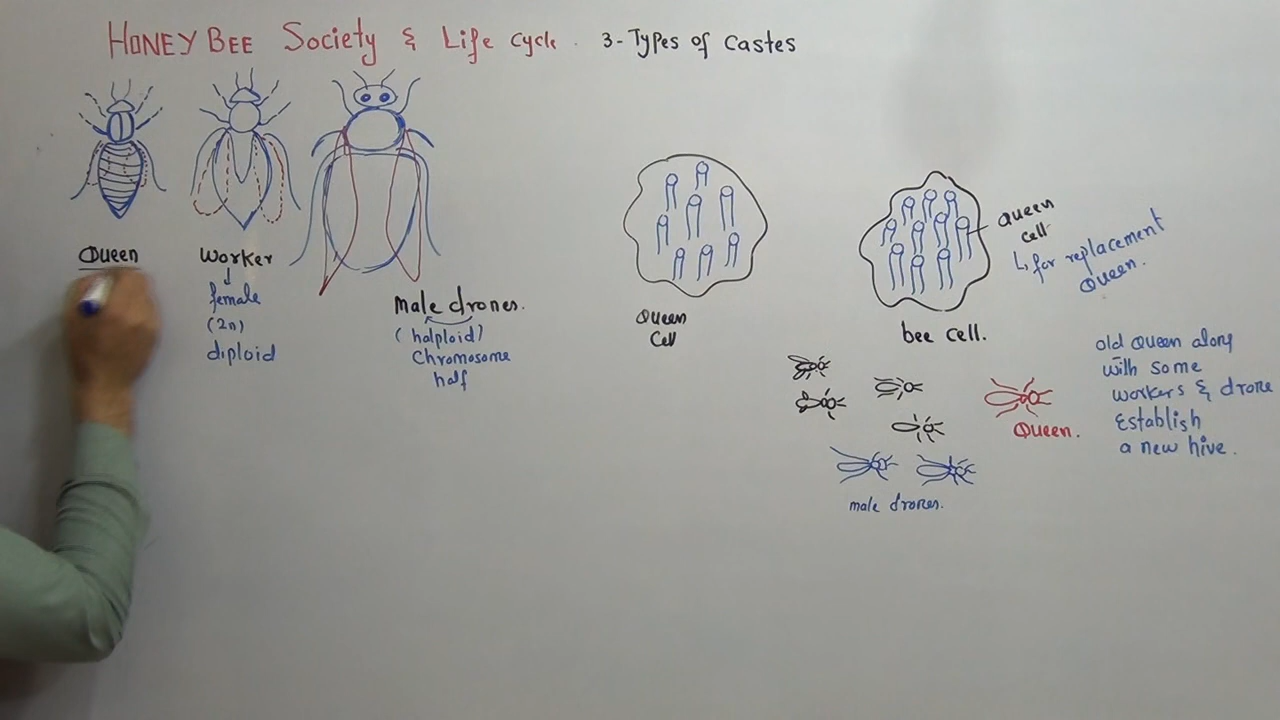 HONEY BEE Society & Life Cycle . 3-Types of Castes
Queen
Worker
female
(2n)
diploid
Male drones.
(halploid)
Chromosome
half
Queen
Cell
Queen
cell
for replacement
Queen.
bee cell.
Queen.
male drones.
old Queen along
with Some
workers & drone
Establish
a new hive.